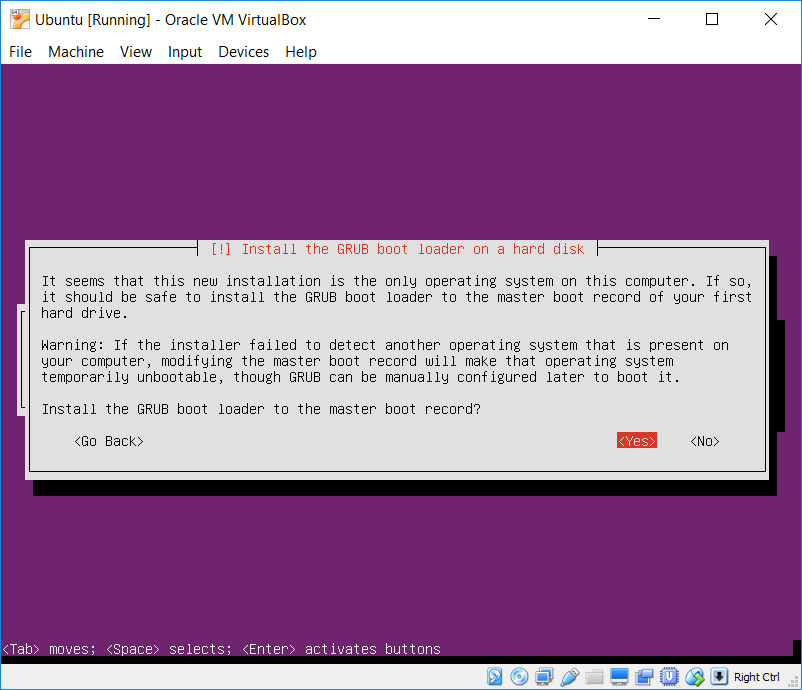 Ubuntu [Running] - Oracle VM VirtualBox
File Machine View Input Devices Help
[!] Install the GRUB boot loader on a hard disk
It seems that this new installation is the only operating system on this computer. If so,
it should be safe to install the GRUB boot loader to the master boot record of your first
hard drive.
Warning: If the installer failed to detect another operating system that is present on
your computer, modifying the master boot record will make that operating system
temporarily unbootable, though GRUB can be manually configured later to boot it.
Install the GRUB boot loader to the master boot record?
<Go Back> <Yes> <No>
<Tab> moves; <Space> selects; <Enter> activates buttons
Right Ctrl